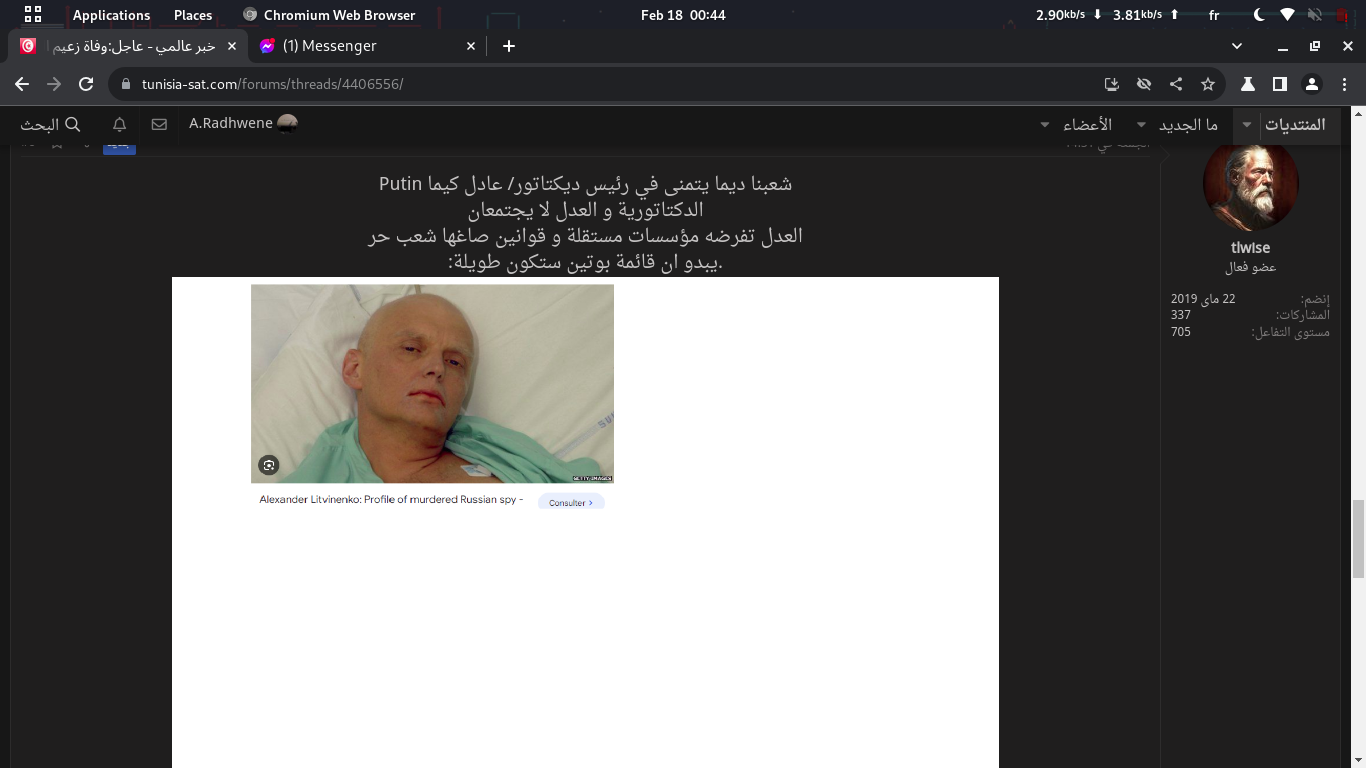 Applications Places Chromium Web Browser Feb 18 00:44 2.90kb/s 3.81kb/s fr
خبر عالمي - عاجل:وفاة زعيم
(1) Messenger
tunisia-sat.com/forums/threads/4406556/
المنتديات ما الجديد الأعضاء A.Radhwene البحث
شعبنا ديما يتمنى في رئيس ديكتاتور/ عادل كيما Putin
الدكتاتورية و العدل لا يجتمعان
العدل تفرضه مؤسسات مستقلة و قوانين صاغها شعب حر
.يبدو ان قائمة بوتين ستكون طويلة:
SU
GETTY IMAGES
Alexander Litvinenko: Profile of murdered Russian spy - Consulter >
tlwlse
عضو فعال
إنضم: 22 ماي 2019
المشاركات: 337
مستوى التفاعل: 705